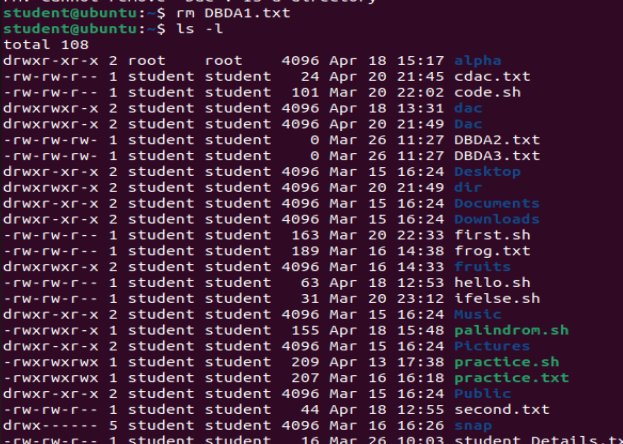 student@ubuntu:~$ rm DBDA1.txt
student@ubuntu:~$ ls -l
total 108
drwxr-xr-x 2 root    root    4096 Apr 18 15:17 alpha
-rw-rw-r-- 1 student student   24 Apr 20 21:45 cdac.txt
-rw-rw-r-- 1 student student  101 Mar 20 22:02 code.sh
drwxrwxr-x 2 student student 4096 Apr 18 13:31 dac
drwxrwxr-x 2 student student 4096 Apr 20 21:49 Dac
-rw-rw-rw- 1 student student    0 Mar 26 11:27 DBDA2.txt
-rw-rw-rw- 1 student student    0 Mar 26 11:27 DBDA3.txt
drwxr-xr-x 2 student student 4096 Mar 15 16:24 Desktop
drwxrwxr-x 2 student student 4096 Mar 20 21:49 dir
drwxr-xr-x 2 student student 4096 Mar 15 16:24 Documents
drwxr-xr-x 2 student student 4096 Mar 15 16:24 Downloads
-rw-rw-r-- 1 student student  163 Mar 20 22:33 first.sh
-rw-rw-r-- 1 student student  189 Mar 16 14:38 frog.txt
drwxrwxr-x 2 student student 4096 Mar 16 14:33 fruits
-rw-rw-r-- 1 student student   63 Apr 18 12:53 hello.sh
-rw-rw-r-- 1 student student   31 Mar 20 23:12 ifelse.sh
drwxr-xr-x 2 student student 4096 Mar 15 16:24 Music
-rwxrwxr-x 1 student student  155 Apr 18 15:48 palindrom.sh
drwxr-xr-x 2 student student 4096 Mar 15 16:24 Pictures
-rwxrwxrwx 1 student student  209 Apr 13 17:38 practice.sh
-rwxrwxrwx 1 student student  207 Mar 16 16:18 practice.txt
drwxr-xr-x 2 student student 4096 Mar 15 16:24 Public
-rw-rw-r-- 1 student student   44 Apr 18 12:55 second.txt
drwx------ 5 student student 4096 Mar 16 16:26 snap
-rw-rw-r-- 1 student student   16 Mar 26 10:03 student Details.tx